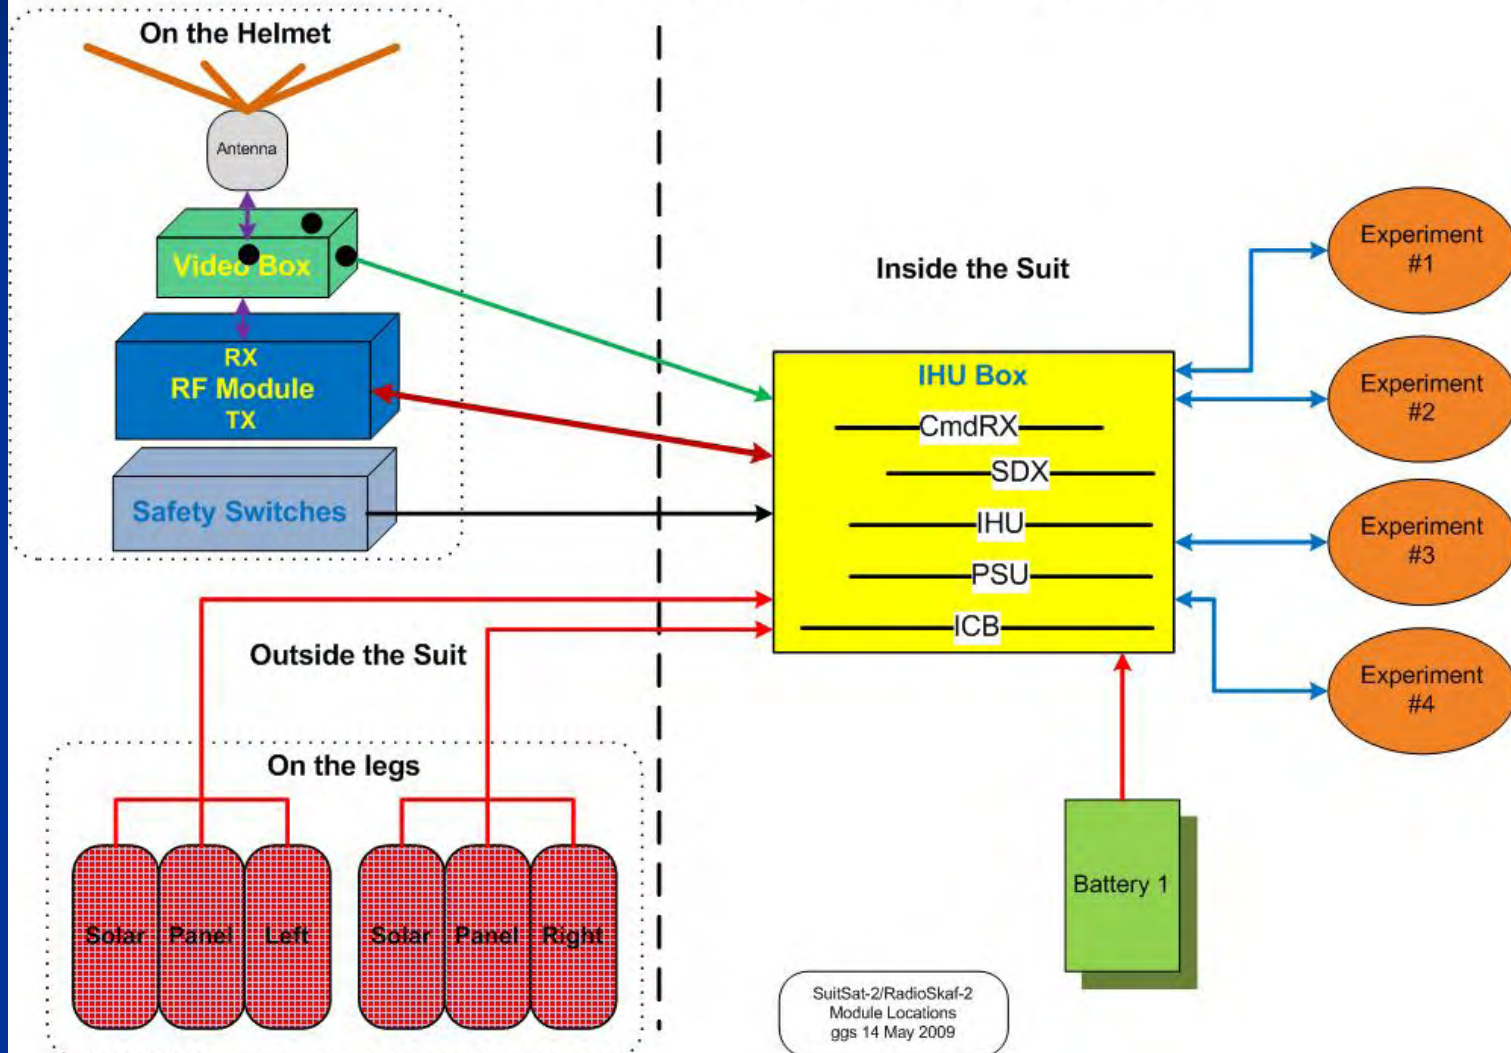 On the Helmet
Antenna
Video Box
RX
RF Module
TX
Safety Switches
Outside the Suit
On the legs
Solar Panel Left
Solar Panel Right
Inside the Suit
IHU Box
CmdRX
SDX
IHU
PSU
ICB
Experiment
#1
Experiment
#2
Experiment
#3
Experiment
#4
Battery 1
SuitSat-2/RadioSkaf-2
Module Locations
ggs 14 May 2009